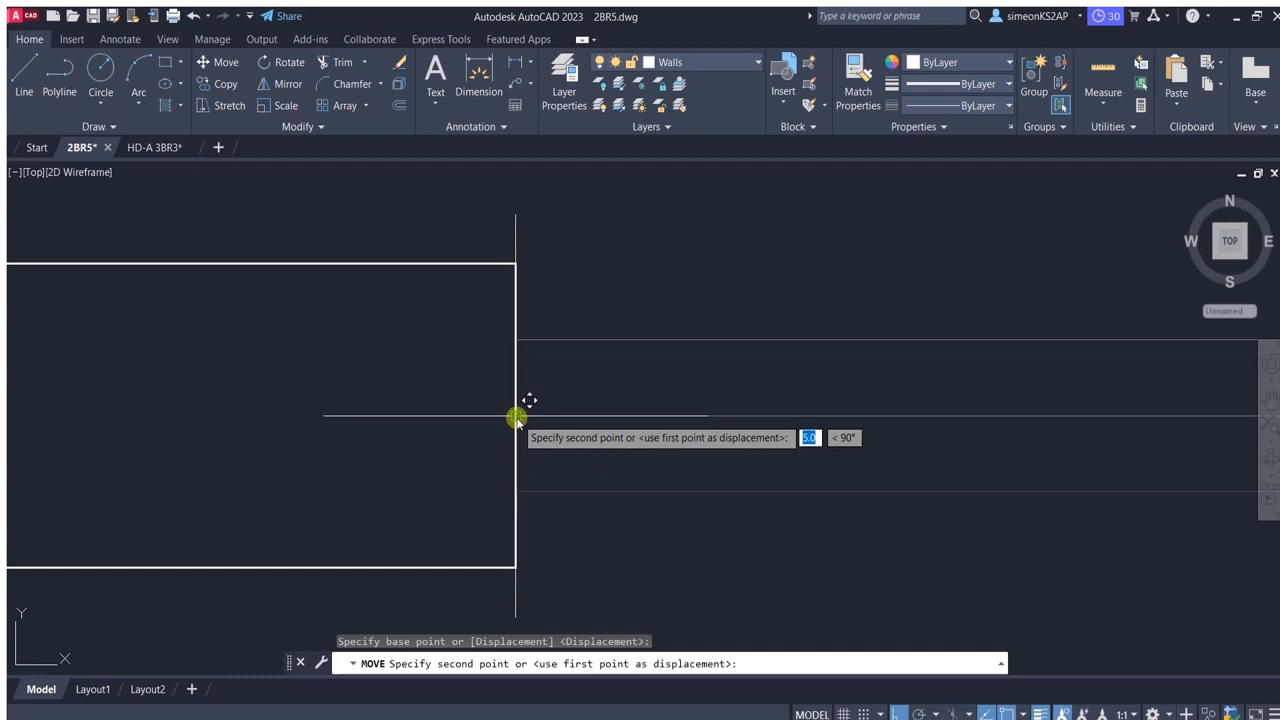 CAD Share Autodesk AutoCAD 2023 2BR5.dwg Type a keyword or phrase simeonKS2AP 30
Home Insert Annotate View Manage Output Add-ins Collaborate Express Tools Featured Apps
Move Rotate Trim Walls ByLayer
Copy Mirror Chamfer ByLayer
Line Polyline Circle Arc Text Dimension Layer Properties Insert Match Properties Group Measure Paste Base
Stretch Scale Array ByLayer
Draw Modify Annotation Layers Block Properties Groups Utilities Clipboard View
Start 2BR5* HD-A 3BR3*
[−][Top][2D Wireframe]
N
W TOP E
S
Unnamed
Specify second point or <use first point as displacement>: 5.0 < 90°
Y
X
Specify base point or [Displacement] <Displacement>:
MOVE Specify second point or <use first point as displacement>:
Model Layout1 Layout2
MODEL 1:1